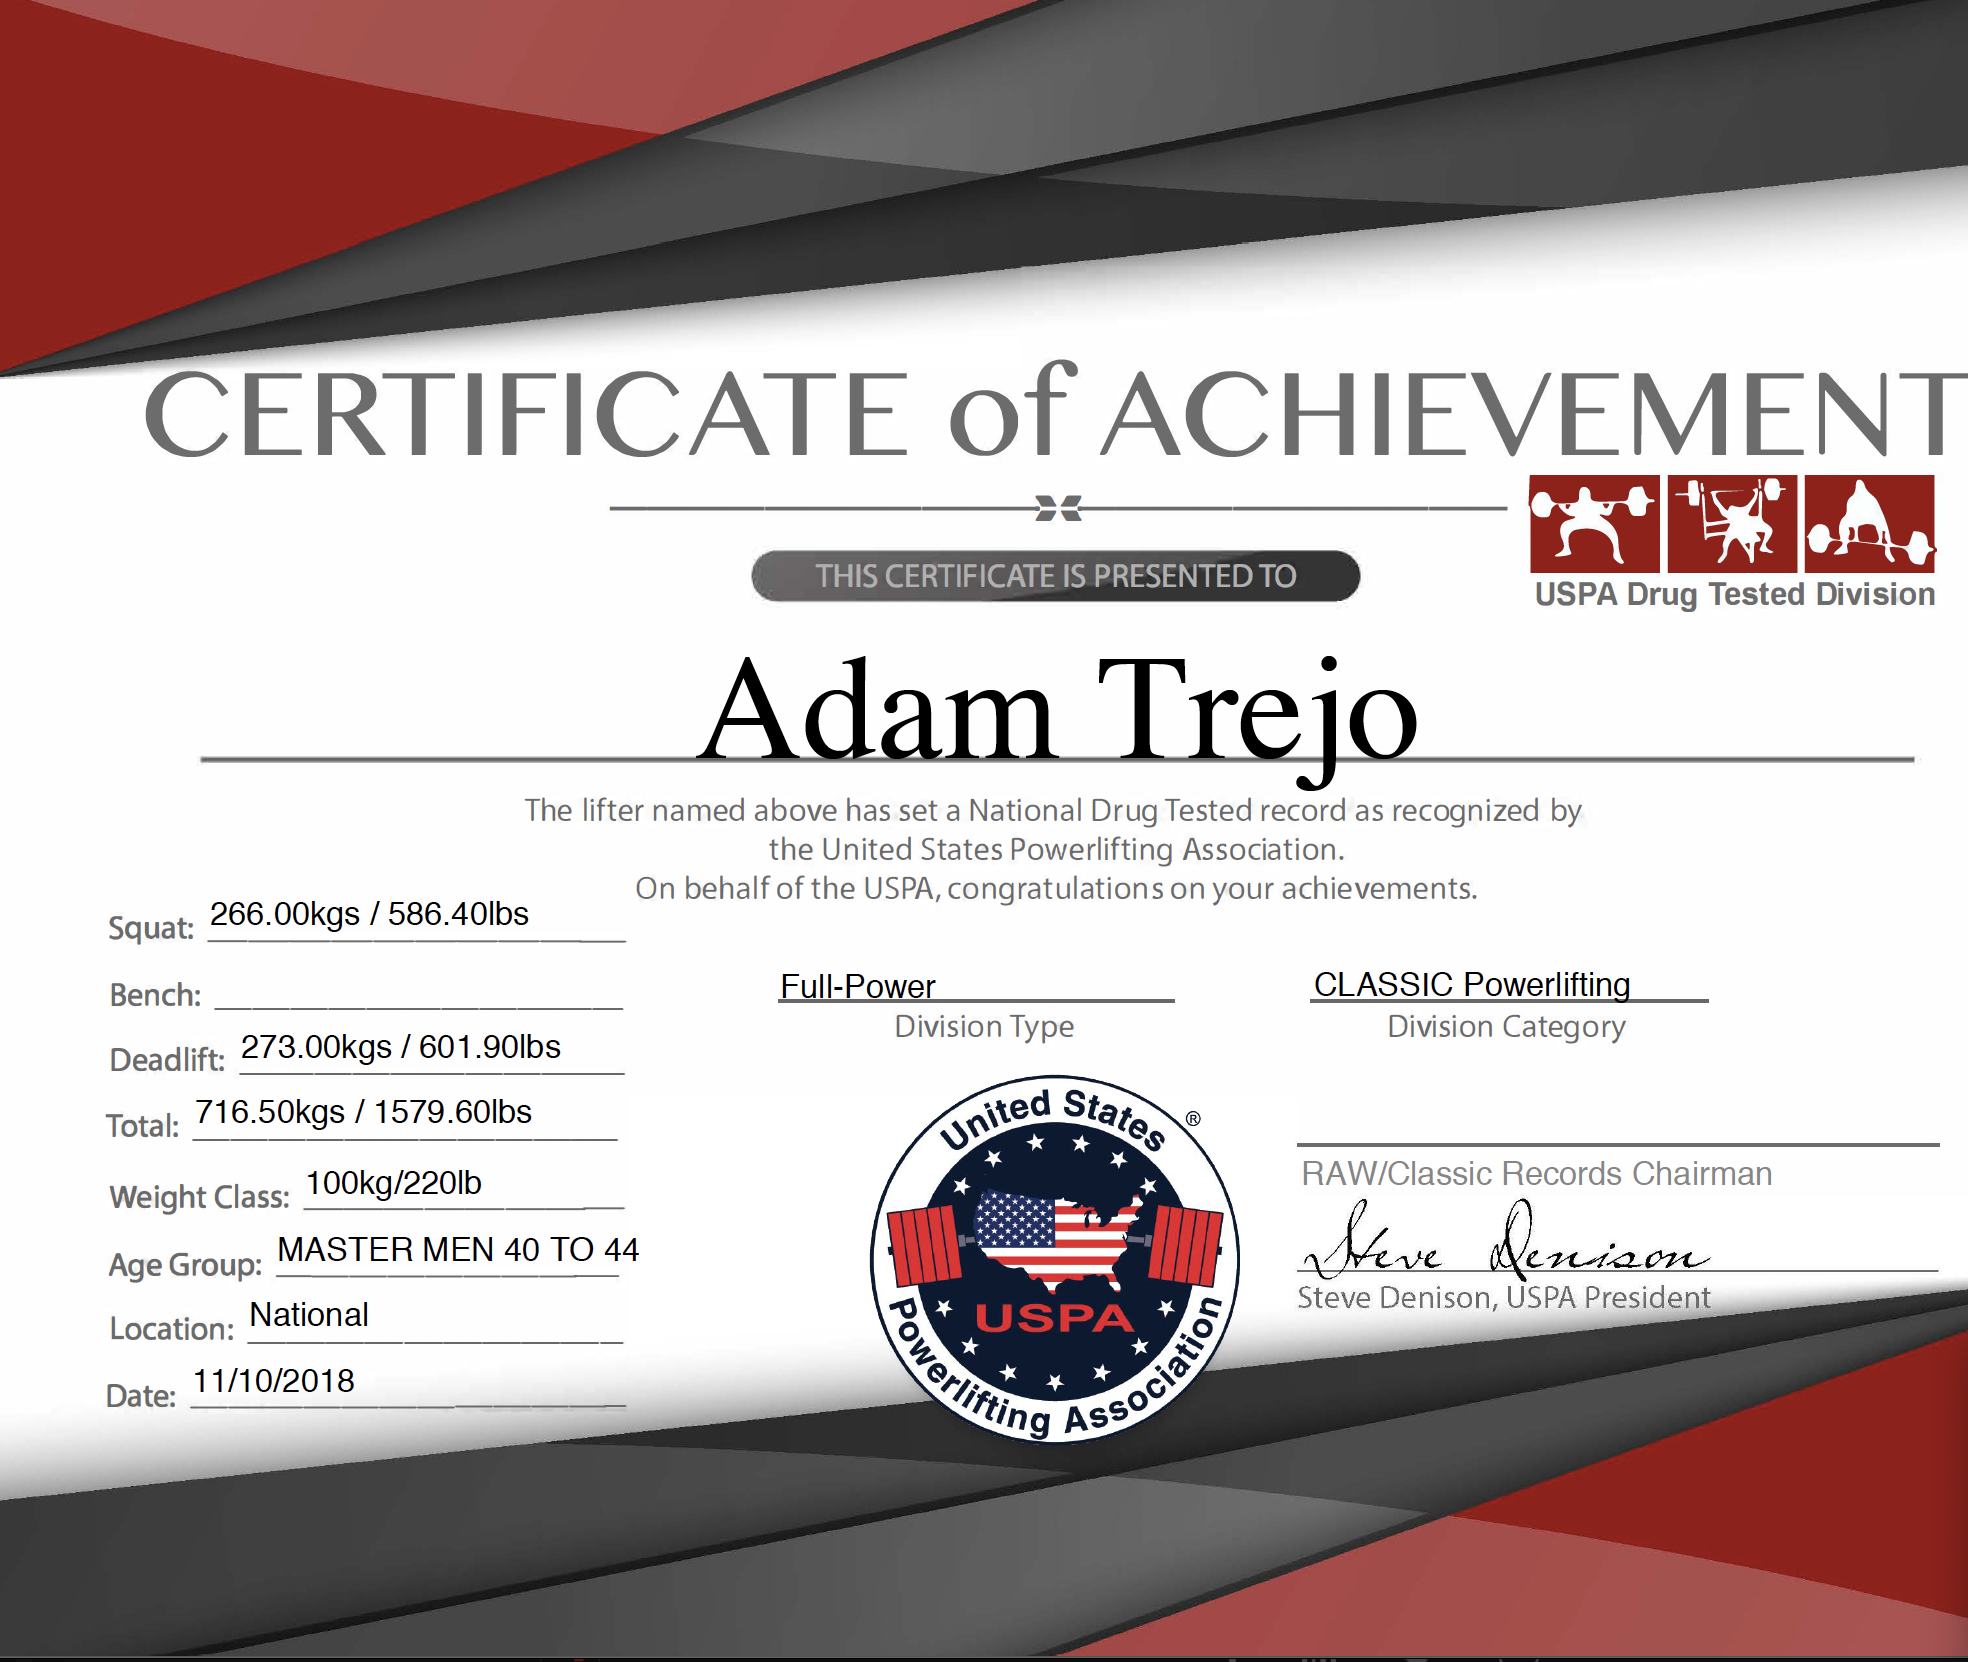 CERTIFICATE of ACHIEVEMENT
USPA Drug Tested Division
THIS CERTIFICATE IS PRESENTED TO
Adam Trejo
The lifter named above has set a National Drug Tested record as recognized by
the United States Powerlifting Association.
On behalf of the USPA, congratulations on your achievements.
Squat: 266.00kgs / 586.40lbs
Bench:
Deadlift: 273.00kgs / 601.90lbs
Total: 716.50kgs / 1579.60lbs
Weight Class: 100kg/220lb
Age Group: MASTER MEN 40 TO 44
Location: National
Date: 11/10/2018
Full-Power
Division Type
CLASSIC Powerlifting
Division Category
United States ®
USPA
Powerlifting Association
RAW/Classic Records Chairman
Steve Denison
Steve Denison, USPA President